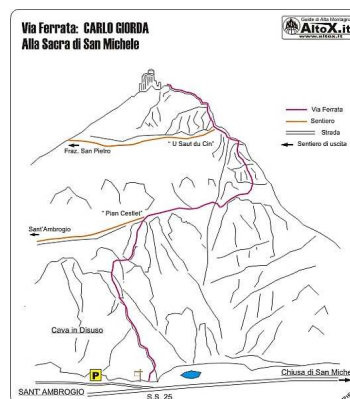 Via Ferrata: CARLO GIORDA
Alla Sacra di San Michele
Guide di Alta Montagna
AltoX.it
www.altox.it
Via Ferrata
Sentiero
Strada
Sentiero di uscita
" U Saut du Cin"
Fraz. San Pietro
" Pian Cestlet"
Sant'Ambrogio
Cava in Disuso
P
Chiusa di San Miche
SANT' AMBROGIO
S.S. 25